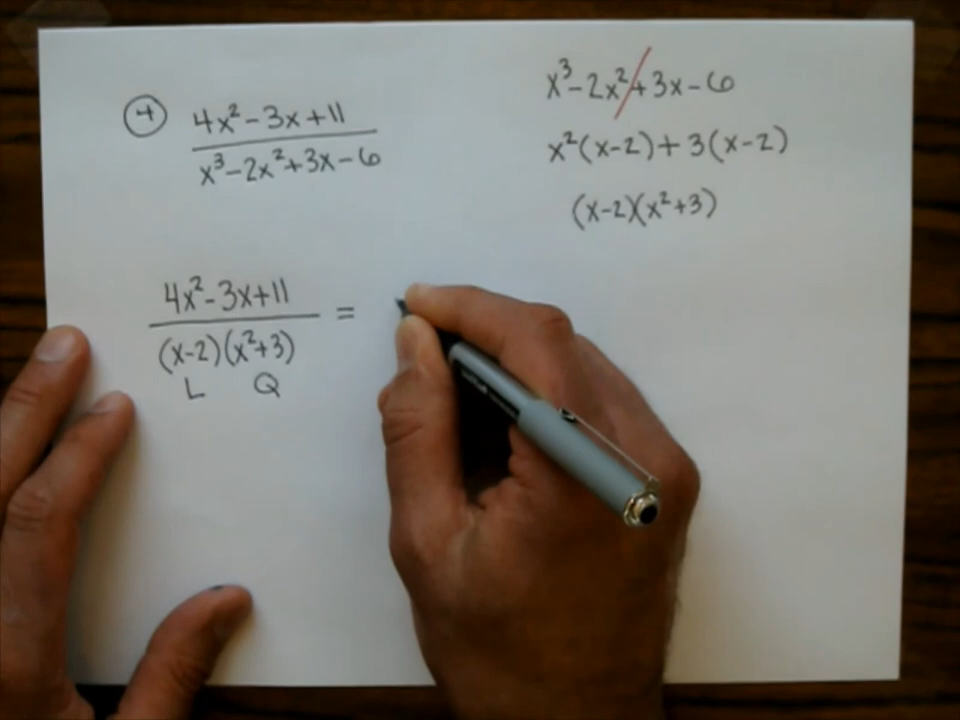 ④ 4x² - 3x + 11
x³ - 2x² + 3x - 6
x³ - 2x² + 3x - 6
x²(x-2) + 3(x-2)
(x-2)(x²+3)
4x² - 3x + 11 =
(x-2)(x²+3)
L Q